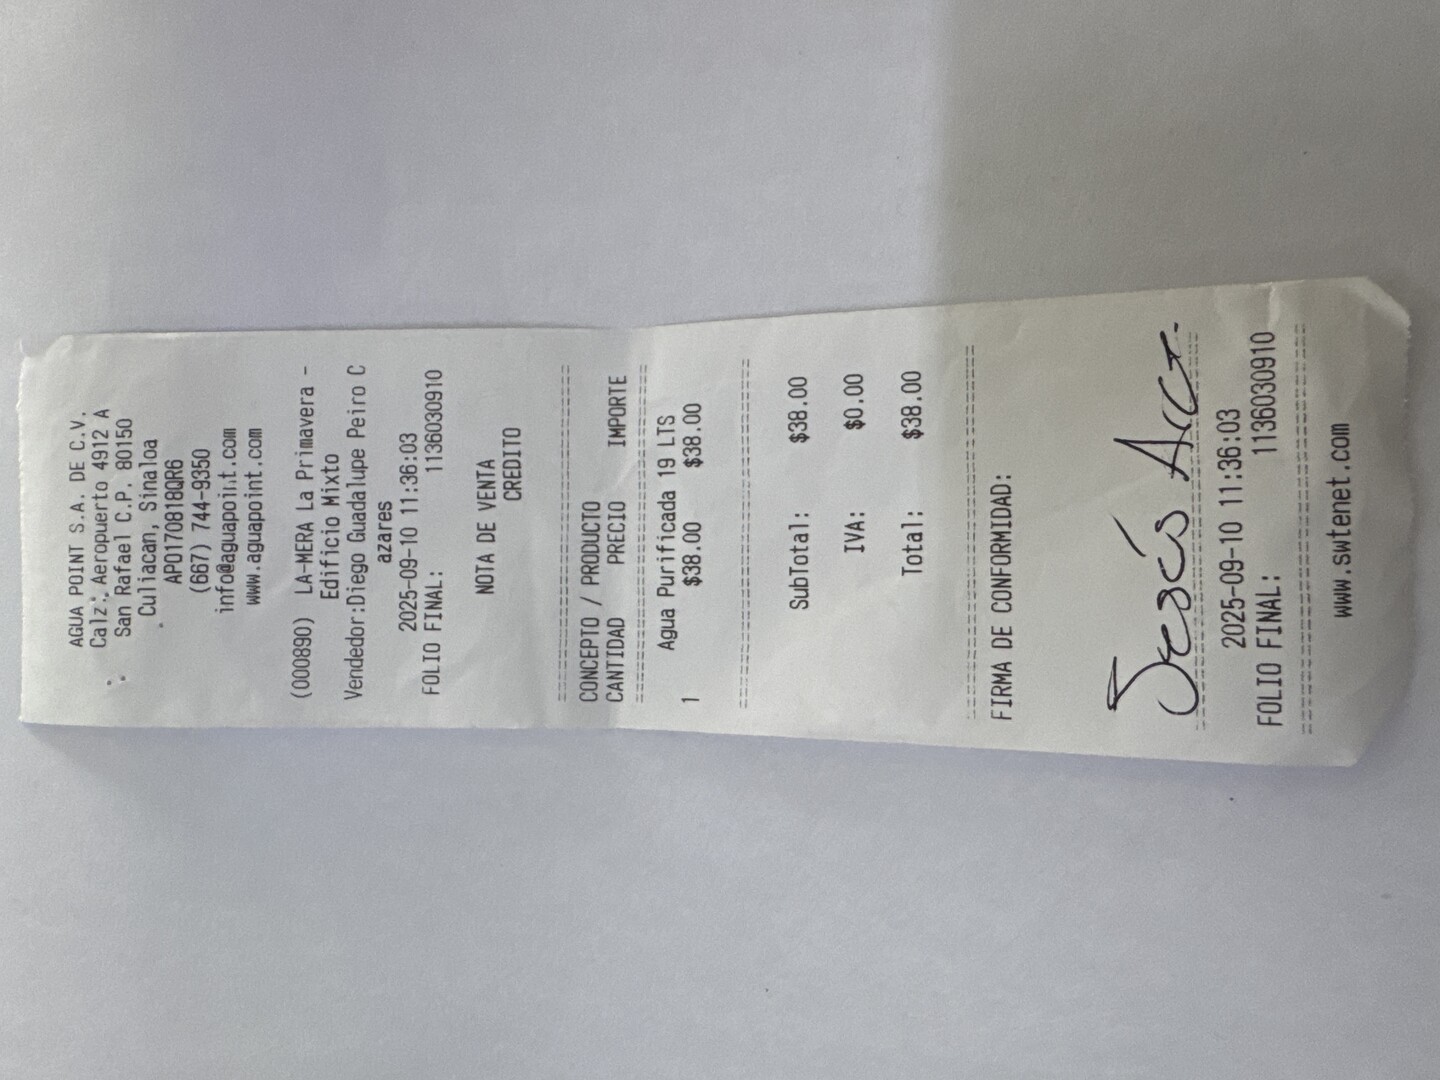 AGUA POINT S.A. DE C.V.
Calz. Aeropuerto 4912 A
San Rafael C.P. 80150
Culiacan, Sinaloa
APO170818QR6
(667) 744-9350
info@aguapoint.com
www.aguapoint.com
(000890) LA-MERA La Primavera -
Edificio Mixto
Vendedor:Diego Guadalupe Peiro C
azares
2025-09-10 11:36:03
FOLIO FINAL: 1136030910
NOTA DE VENTA
CREDITO
CONCEPTO / PRODUCTO
CANTIDAD PRECIO IMPORTE
Agua Purificada 19 LTS
1 $38.00 $38.00
SubTotal: $38.00
IVA: $0.00
Total: $38.00
FIRMA DE CONFORMIDAD:
Jesús
2025-09-10 11:36:03
FOLIO FINAL: 1136030910
www.swtenet.com